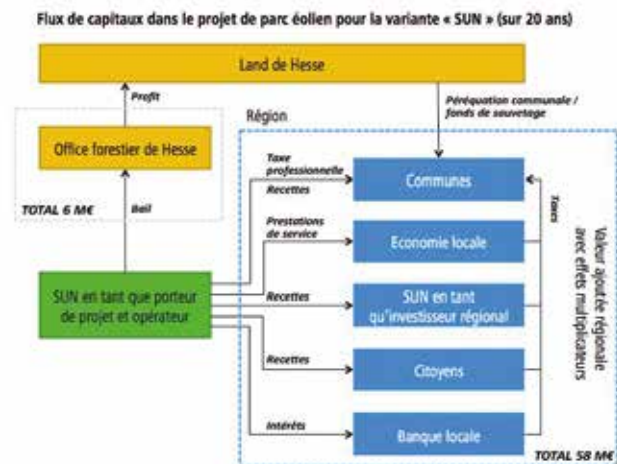 Flux de capitaux dans le projet de parc éolien pour la variante « SUN » (sur 20 ans)
Land de Hesse
Profit
Péréquation communale /
fonds de sauvetage
Région
Office forestier de Hesse
TOTAL 6 M€
Bail
Taxe
professionnelle
Recettes
Communes
Prestations
de service
Economie locale
SUN en tant que porteur
de projet et opérateur
Recettes
SUN en tant
qu'investisseur régional
Recettes
Citoyens
Intérêts
Banque locale
Taxes
Valeur ajoutée régionale
avec effets multiplicateurs
TOTAL 58 M€